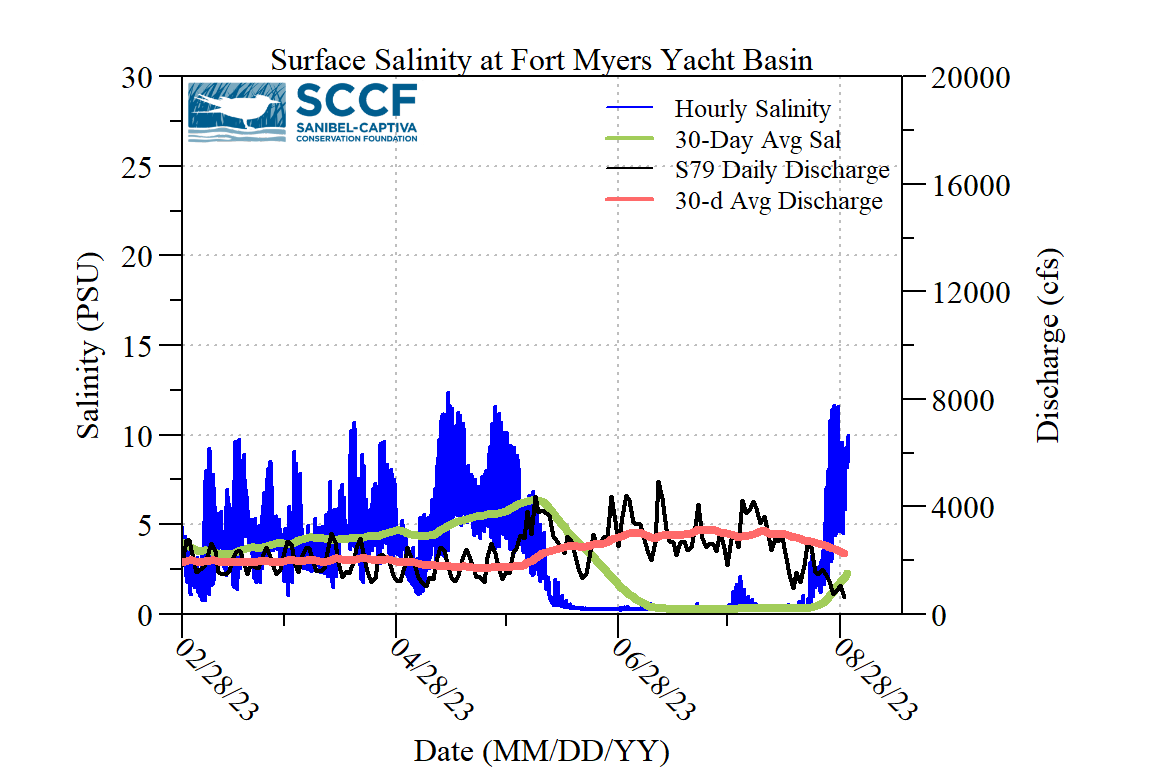 Surface Salinity at Fort Myers Yacht Basin
SCCF
SANIBEL-CAPTIVA
CONSERVATION FOUNDATION
Hourly Salinity
30-Day Avg Sal
S79 Daily Discharge
30-d Avg Discharge
30
25
20
15
10
5
0
Salinity (PSU)
20000
16000
12000
8000
4000
0
Discharge (cfs)
02/28/23
04/28/23
06/28/23
08/28/23
Date (MM/DD/YY)